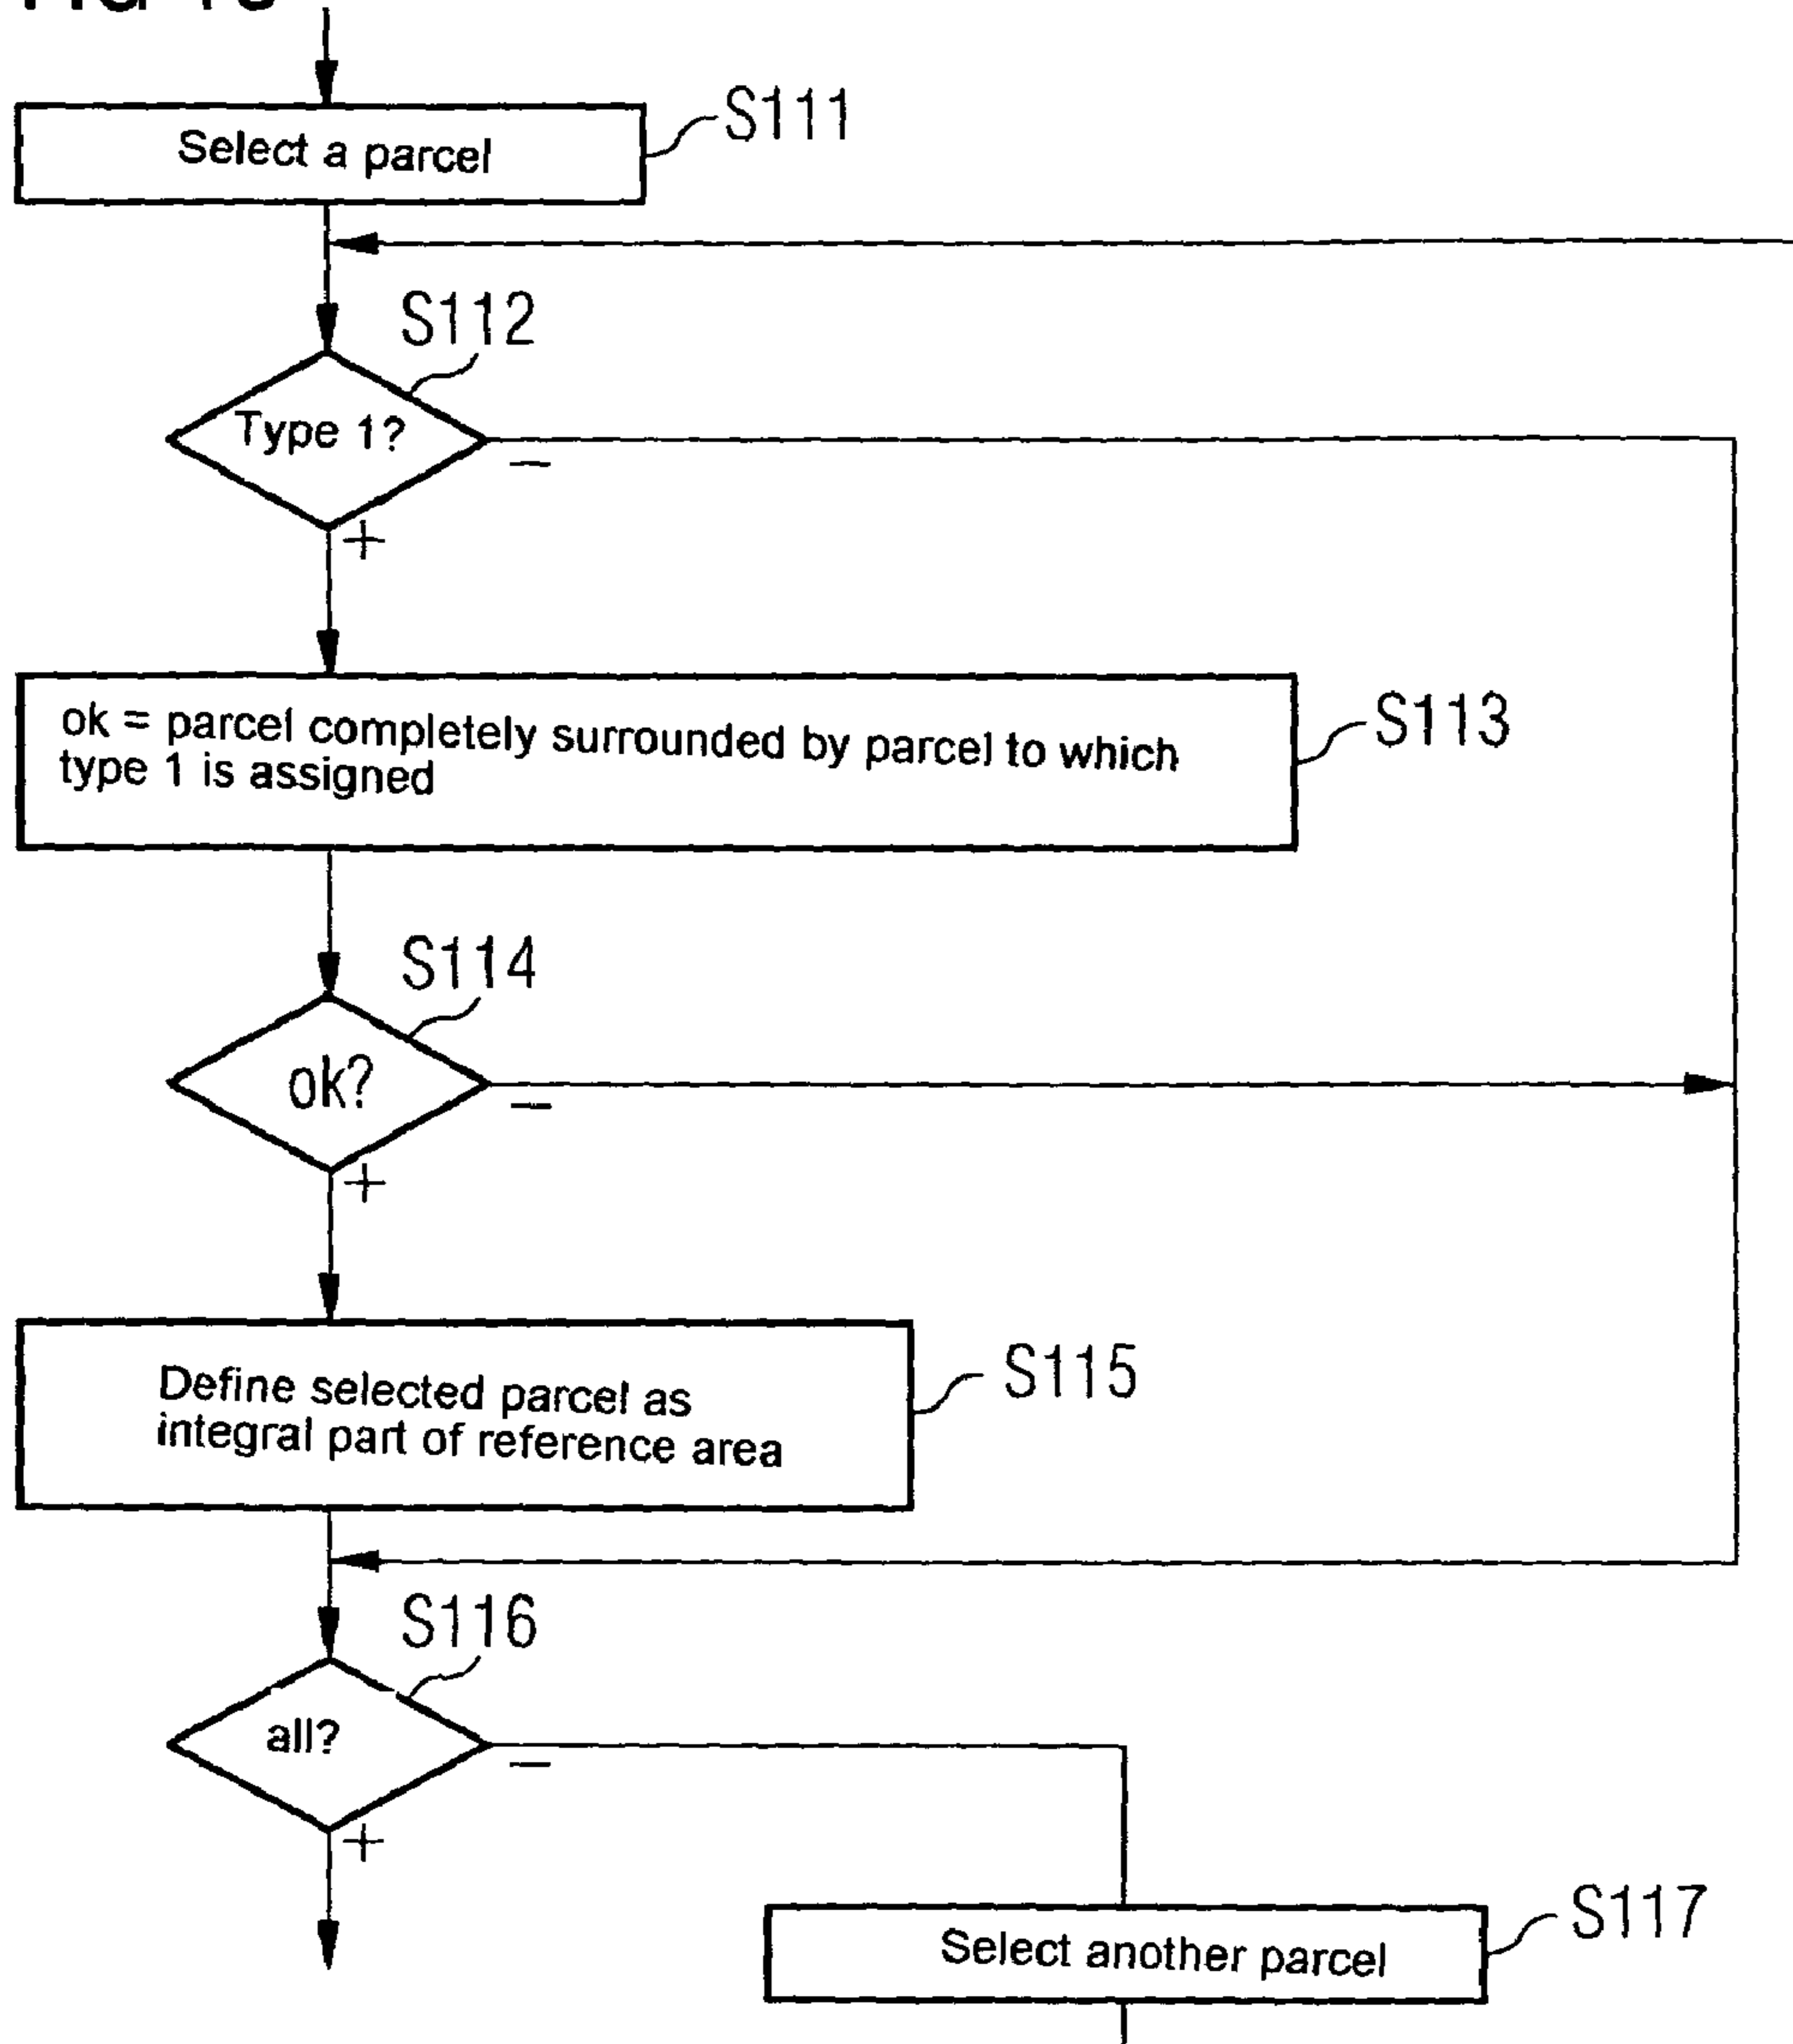 Select a parcel
S111
S112
Type 1?
−
+
ok = parcel completely surrounded by parcel to which
type 1 is assigned
S113
S114
ok?
−
+
Define selected parcel as
integral part of reference area
S115
S116
all?
−
+
Select another parcel
S117